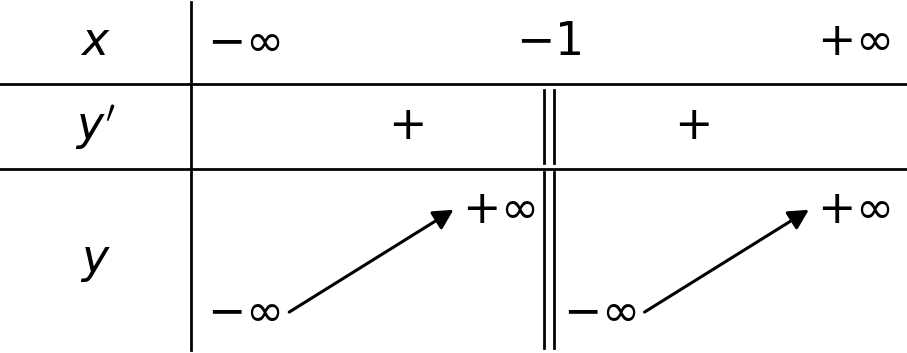 x −∞ −1 +∞
y′ + +
+∞ +∞
y
−∞ −∞